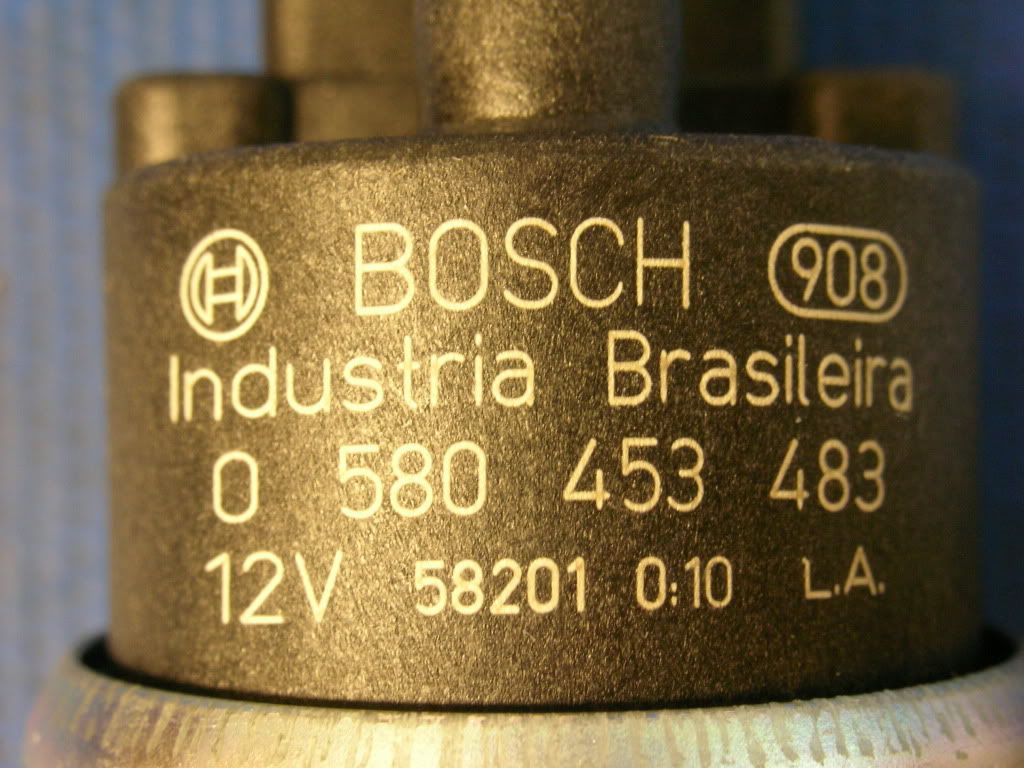 BOSCH 908
Industria Brasileira
0 580 453 483
12V 58201 0:10 L.A.